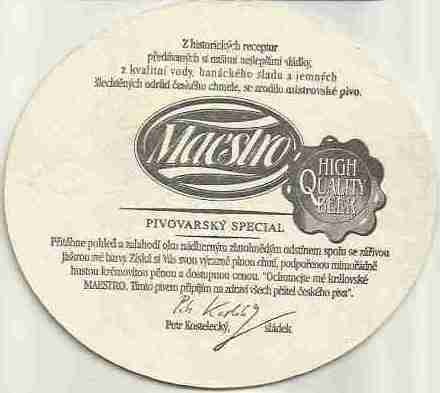 Z historických receptur
předávaných si mezi nejlepšími sládky,
z kvalitní vody, hanáckého sladu a jemných
šlechtěných odrůd českého chmele, se zrodilo mistrovské pivo.
Maestro
HIGH
QUALITY
BEER
PIVOVARSKÝ SPECIAL
Přitáhne pohled a zalahodí oku nádherným zlatohnědým odstínem spolu se zářivou
jiskrou své barvy. Získá si Vás svou výrazně plnou chutí, podpořenou mimořádně
hustou krémovitou pěnou a dostupnou cenou. "Ochutnejte mé královské
MAESTRO. Tímto pivem připíjím na zdraví všech přátel českého piva".
Petr Kostelecký, sládek